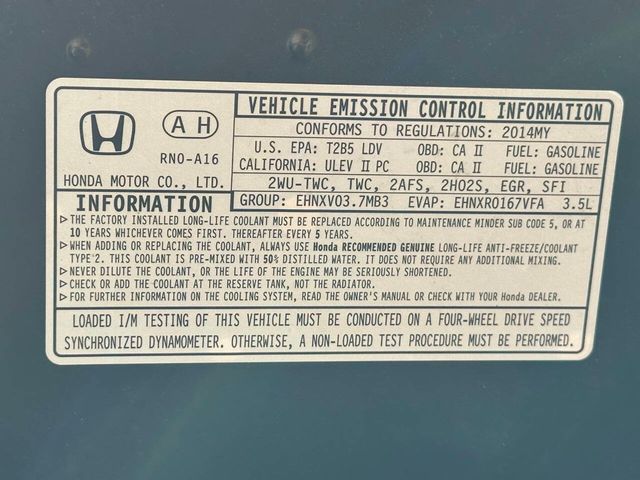 VEHICLE EMISSION CONTROL INFORMATION
AH
RNO-A16
HONDA MOTOR CO., LTD.
CONFORMS TO REGULATIONS: 2014MY
U.S. EPA: T2B5 LDV OBD: CA II FUEL: GASOLINE
CALIFORNIA: ULEV II PC OBD: CA II FUEL: GASOLINE
2WU-TWC, TWC, 2AFS, 2HO2S, EGR, SFI
GROUP: EHNXV03.7MB3 EVAP: EHNXR0167VFA 3.5L
INFORMATION
▷THE FACTORY INSTALLED LONG-LIFE COOLANT MUST BE REPLACED ACCORDING TO MAINTENANCE MINDER SUB CODE 5, OR AT
10 YEARS WHICHEVER COMES FIRST. THEREAFTER EVERY 5 YEARS.
▷WHEN ADDING OR REPLACING THE COOLANT, ALWAYS USE Honda RECOMMENDED GENUINE LONG-LIFE ANTI-FREEZE/COOLANT
TYPE 2. THIS COOLANT IS PRE-MIXED WITH 50% DISTILLED WATER. IT DOES NOT REQUIRE ANY ADDITIONAL MIXING.
▷NEVER DILUTE THE COOLANT, OR THE LIFE OF THE ENGINE MAY BE SERIOUSLY SHORTENED.
▷CHECK OR ADD THE COOLANT AT THE RESERVE TANK, NOT THE RADIATOR.
▷FOR FURTHER INFORMATION ON THE COOLING SYSTEM, READ THE OWNER'S MANUAL OR CHECK WITH YOUR Honda DEALER.
LOADED I/M TESTING OF THIS VEHICLE MUST BE CONDUCTED ON A FOUR-WHEEL DRIVE SPEED
SYNCHRONIZED DYNAMOMETER. OTHERWISE, A NON-LOADED TEST PROCEDURE MUST BE PERFORMED.